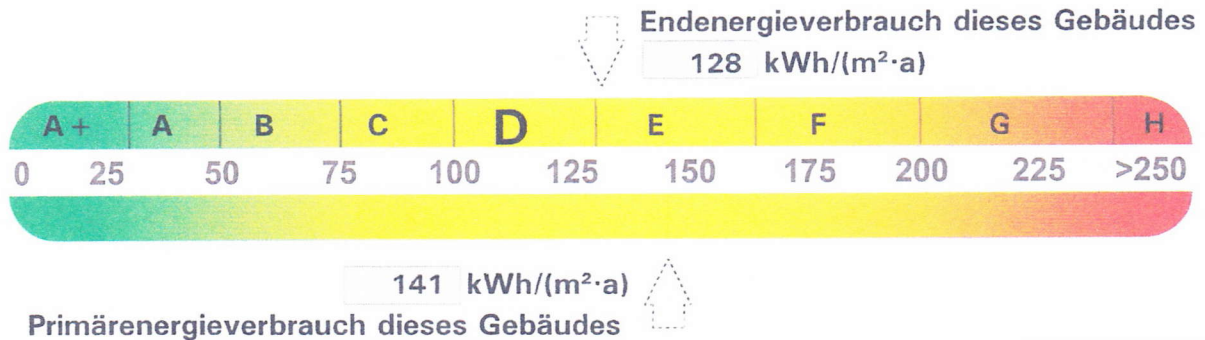 Endenergieverbrauch dieses Gebäudes
128 kWh/(m²·a)
A+ A B C D E F G H
0 25 50 75 100 125 150 175 200 225 >250
141 kWh/(m²·a)
Primärenergieverbrauch dieses Gebäudes